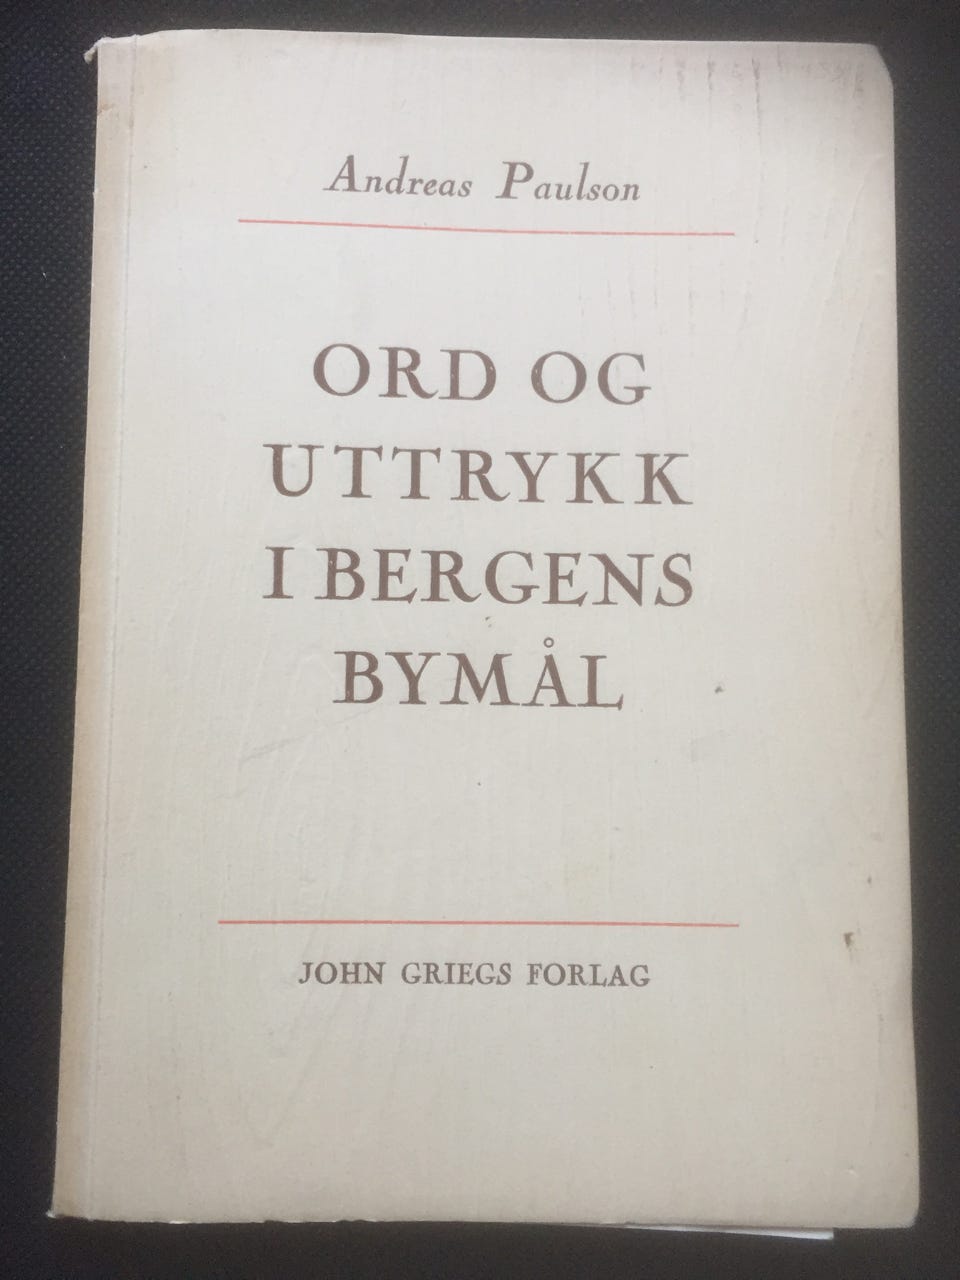 Andreas Paulson
ORD OG
UTTRYKK
I BERGENS
BYMÅL
JOHN GRIEGS FORLAG